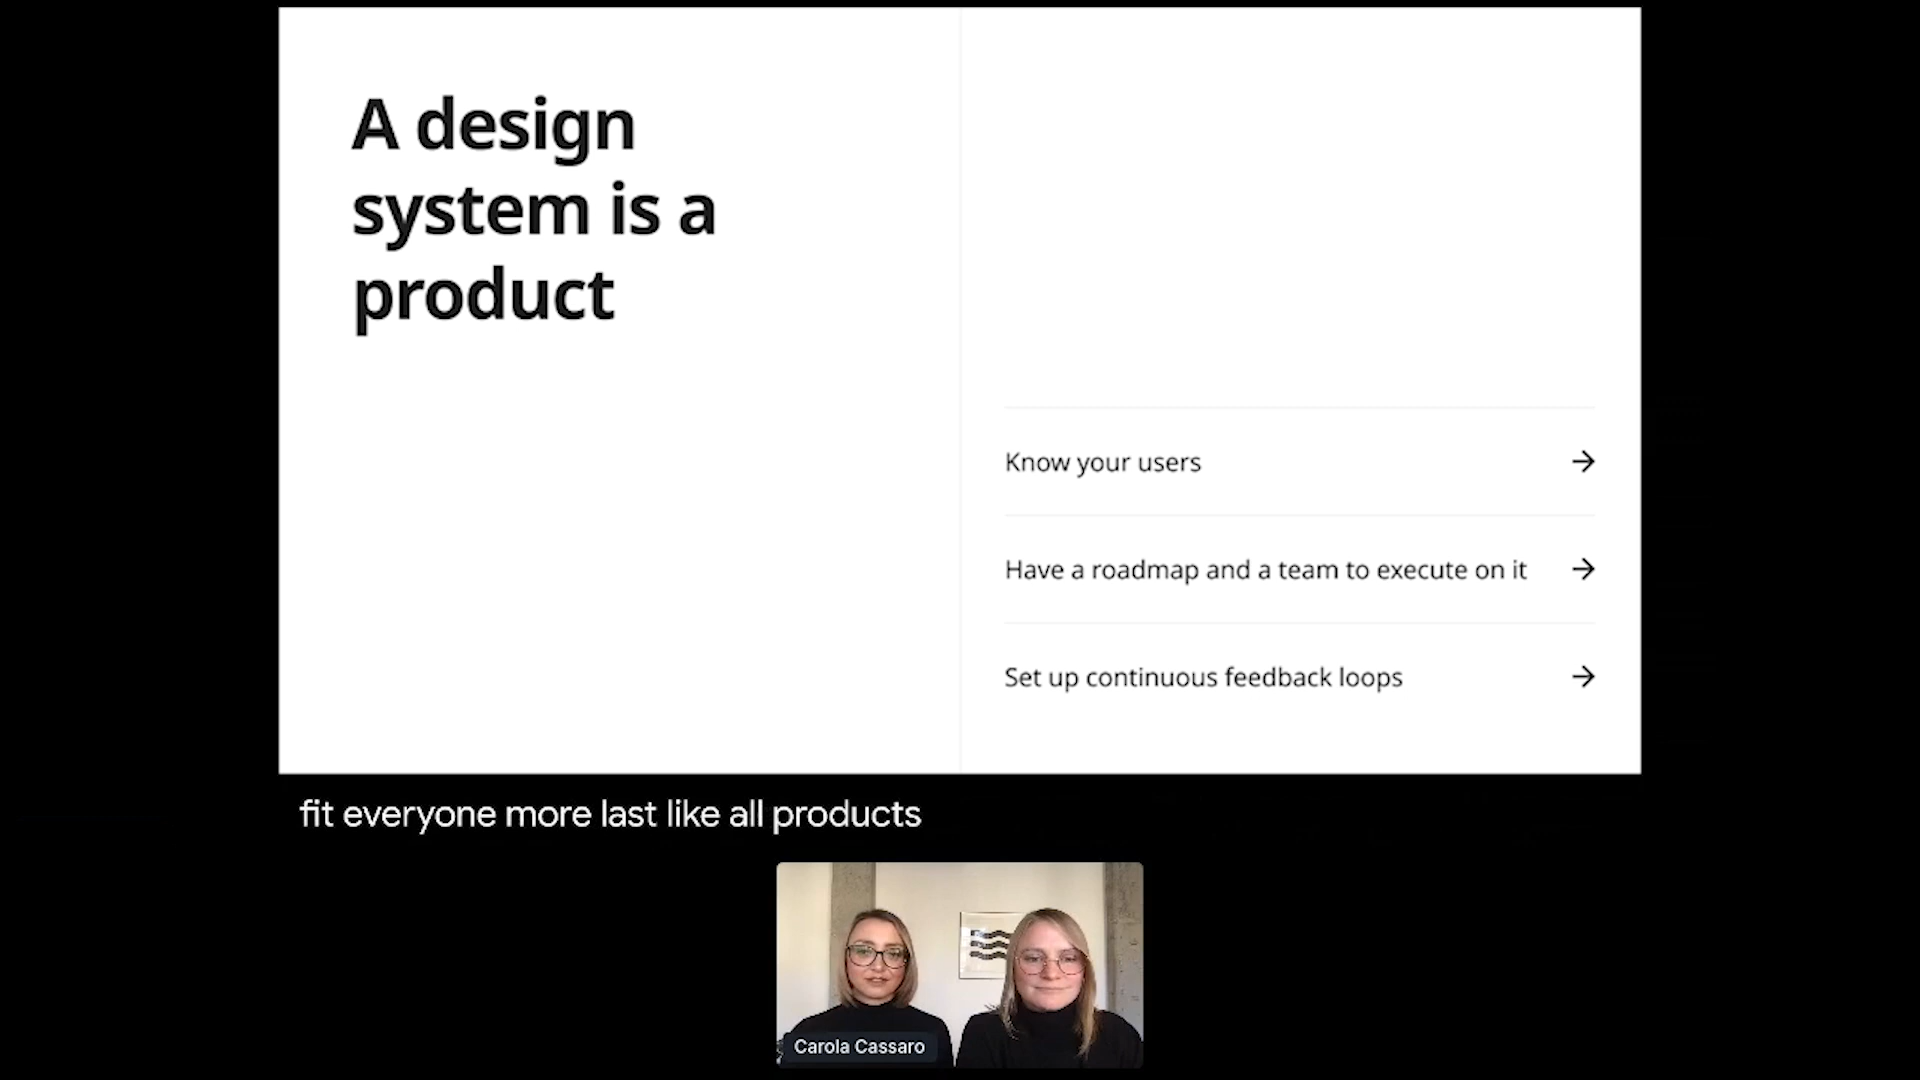 A design
system is a
product
Know your users
Have a roadmap and a team to execute on it
Set up continuous feedback loops
fit everyone more last like all products
Carola Cassaro